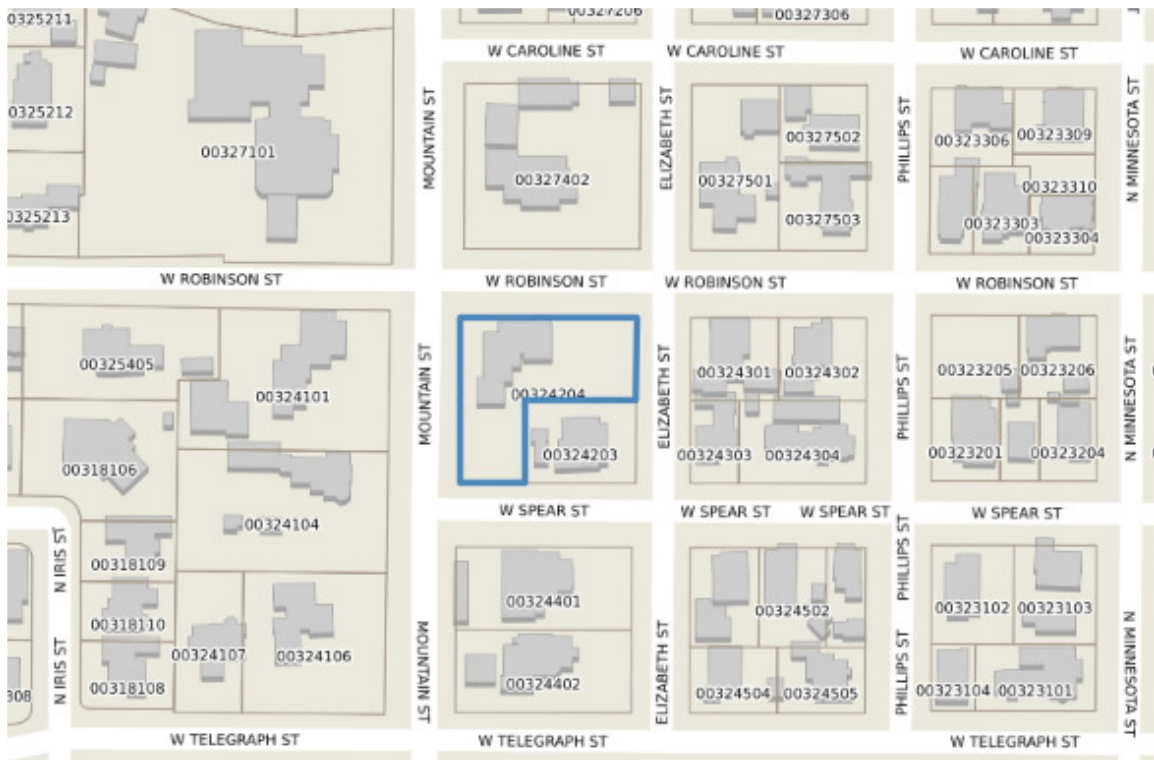 00325211
00327206
00327306
W CAROLINE ST
W CAROLINE ST
W CAROLINE ST
00325212
00327101
MOUNTAIN ST
00327402
ELIZABETH ST
00327502
00327501
00327503
PHILLIPS ST
00323306
00323309
00323310
00323303
00323304
N MINNESOTA ST
00325213
W ROBINSON ST
W ROBINSON ST
W ROBINSON ST
W ROBINSON ST
00325405
00324101
MOUNTAIN ST
00324204
00324203
ELIZABETH ST
00324301
00324302
00324303
00324304
PHILLIPS ST
00323205
00323206
00323201
00323204
N MINNESOTA ST
00318106
00324104
W SPEAR ST
W SPEAR ST
W SPEAR ST
W SPEAR ST
N IRIS ST
00318109
00318110
00318108
00324107
00324106
N IRIS ST
MOUNTAIN ST
00324401
00324402
ELIZABETH ST
00324502
00324504
00324505
PHILLIPS ST
PHILLIPS ST
00323102
00323103
00323104
00323101
N MINNESOTA ST
308
W TELEGRAPH ST
W TELEGRAPH ST
W TELEGRAPH ST